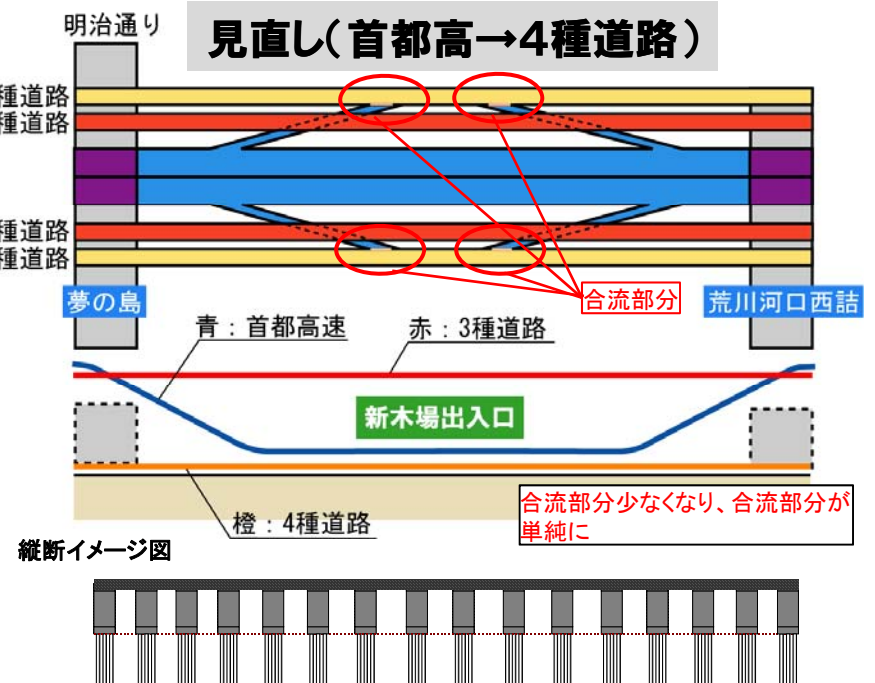 明治通り
見直し(首都高→4種道路)
種道路
種道路
種道路
種道路
合流部分
夢の島
荒川河口西詰
青：首都高速
赤：3種道路
新木場出入口
合流部分少なくなり、合流部分が
単純に
橙：4種道路
縦断イメージ図